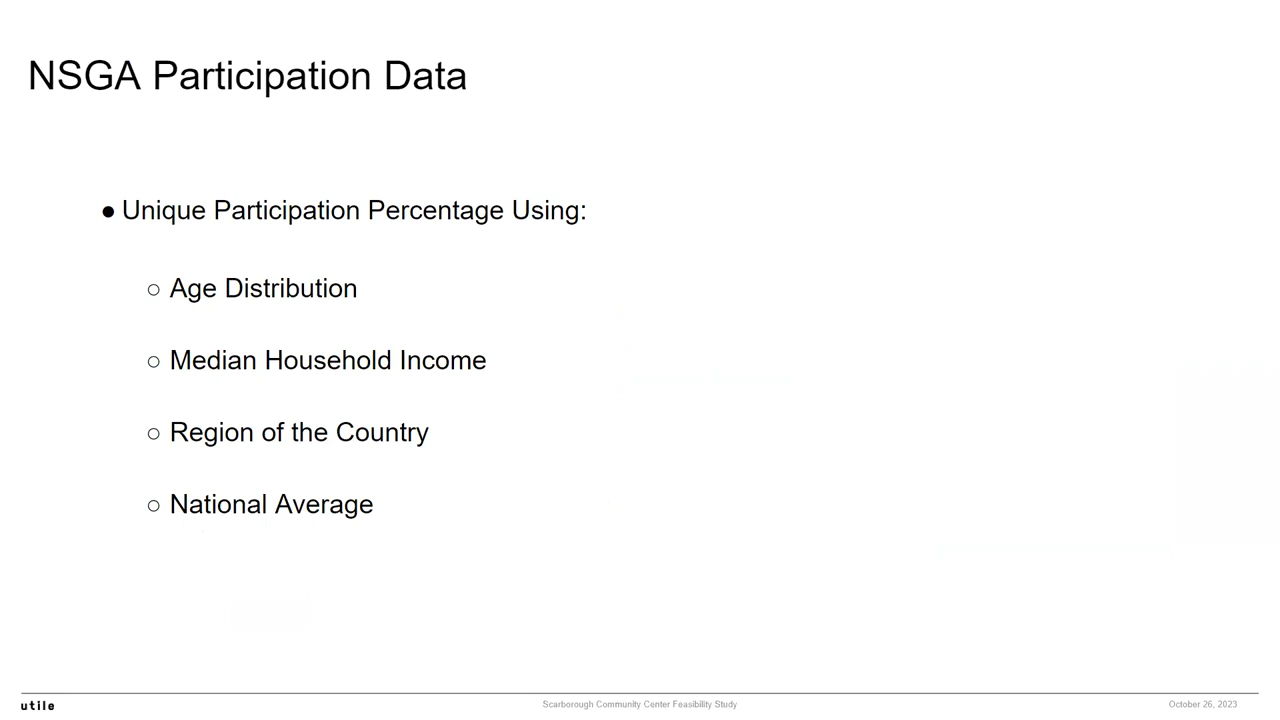 NSGA Participation Data
● Unique Participation Percentage Using:
○ Age Distribution
○ Median Household Income
○ Region of the Country
○ National Average
utile
Scarborough Community Center Feasibility Study
October 26, 2023